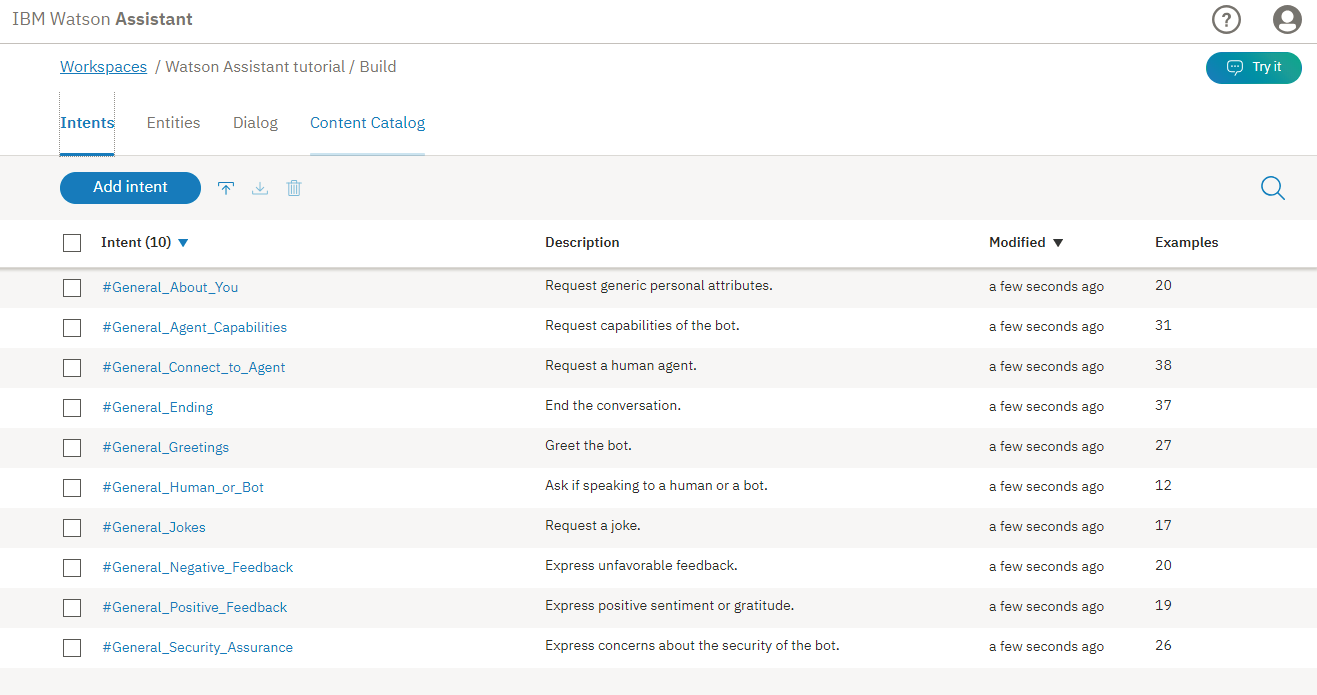 IBM Watson Assistant
?
Workspaces / Watson Assistant tutorial / Build
Try it
Intents Entities Dialog Content Catalog
Add intent
Intent (10) Description Modified Examples
#General_About_You Request generic personal attributes. a few seconds ago 20
#General_Agent_Capabilities Request capabilities of the bot. a few seconds ago 31
#General_Connect_to_Agent Request a human agent. a few seconds ago 38
#General_Ending End the conversation. a few seconds ago 37
#General_Greetings Greet the bot. a few seconds ago 27
#General_Human_or_Bot Ask if speaking to a human or a bot. a few seconds ago 12
#General_Jokes Request a joke. a few seconds ago 17
#General_Negative_Feedback Express unfavorable feedback. a few seconds ago 20
#General_Positive_Feedback Express positive sentiment or gratitude. a few seconds ago 19
#General_Security_Assurance Express concerns about the security of the bot. a few seconds ago 26